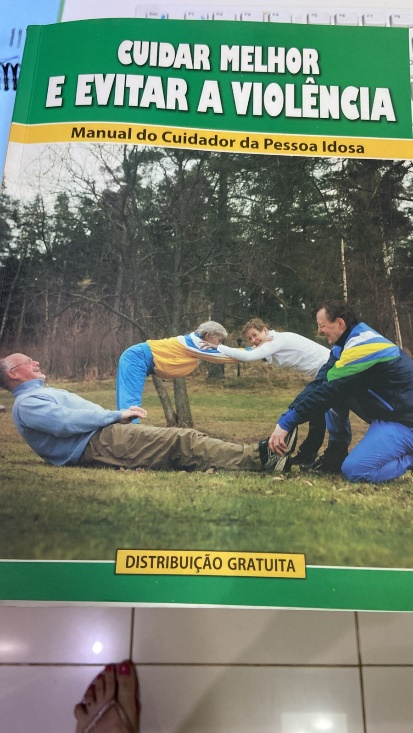 CUIDAR MELHOR
E EVITAR A VIOLÊNCIA
Manual do Cuidador da Pessoa Idosa
DISTRIBUIÇÃO GRATUITA